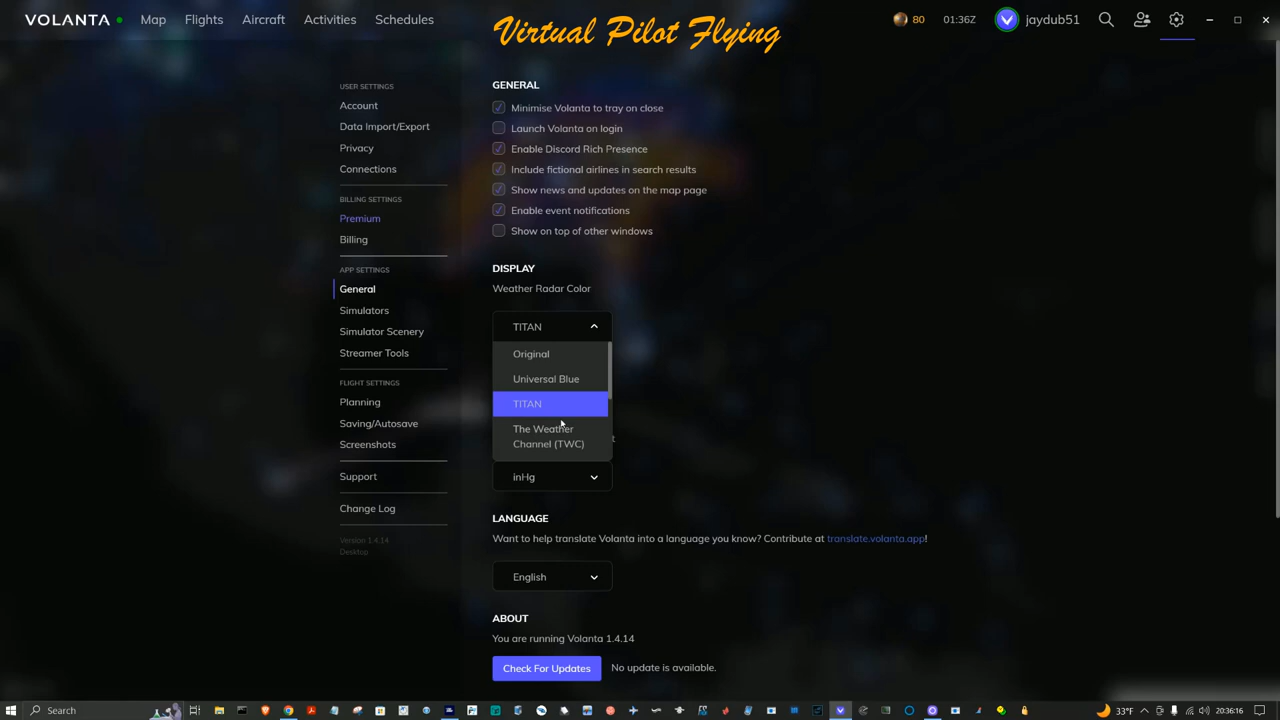 VOLANTA Map Flights Aircraft Activities Schedules Virtual Pilot Flying 80 01:36Z jaydub51
USER SETTINGS
Account
Data Import/Export
Privacy
Connections
BILLING SETTINGS
Premium
Billing
APP SETTINGS
General
Simulators
Simulator Scenery
Streamer Tools
FLIGHT SETTINGS
Planning
Saving/Autosave
Screenshots
Support
Change Log
Version 1.4.14
Desktop
GENERAL
Minimise Volanta to tray on close
Launch Volanta on login
Enable Discord Rich Presence
Include fictional airlines in search results
Show news and updates on the map page
Enable event notifications
Show on top of other windows
DISPLAY
Weather Radar Color
TITAN
Original
Universal Blue
TITAN
The Weather
Channel (TWC)
inHg
LANGUAGE
Want to help translate Volanta into a language you know? Contribute at translate.volanta.app!
English
ABOUT
You are running Volanta 1.4.14
Check For Updates No update is available.
Search 33°F 20:36:16